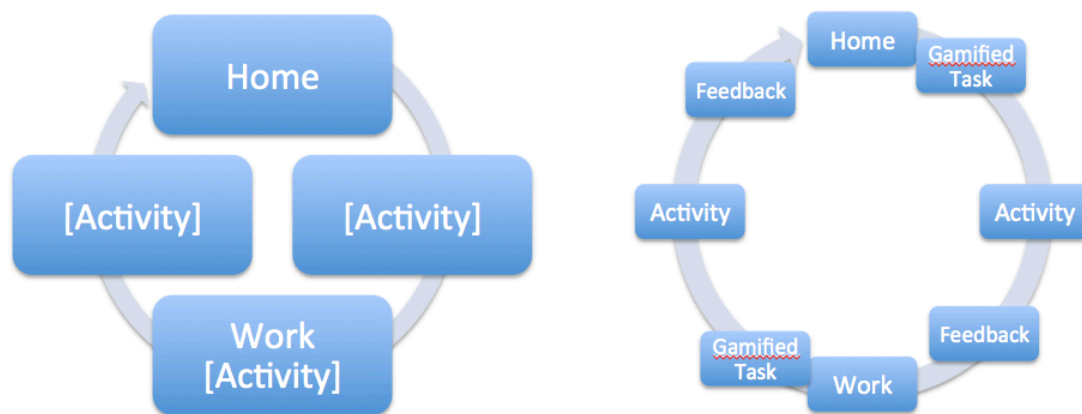 Home
[Activity]
[Activity]
Work
[Activity]
Home
Gamified
Task
Activity
Feedback
Work
Gamified
Task
Activity
Feedback